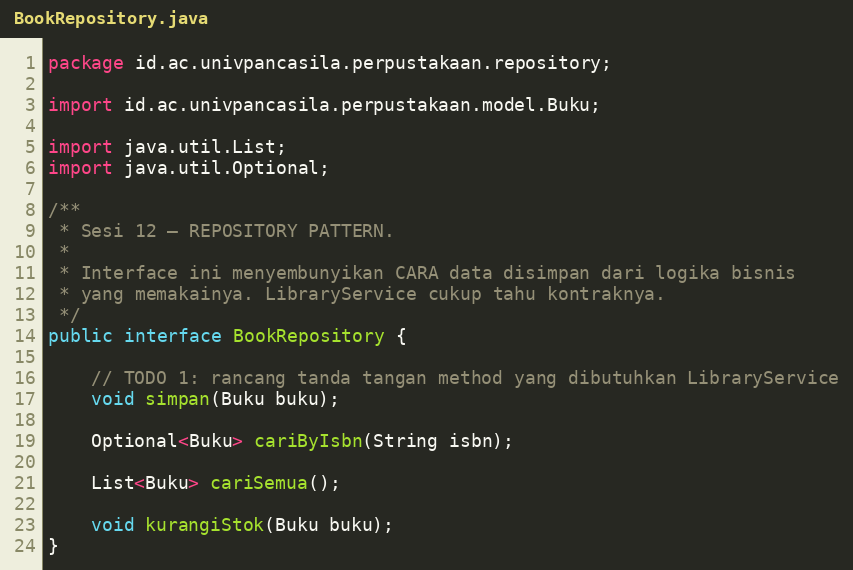 BookRepository.java
1 package id.ac.univpancasila.perpustakaan.repository;
2
3 import id.ac.univpancasila.perpustakaan.model.Buku;
4
5 import java.util.List;
6 import java.util.Optional;
7
8 /**
9  * Sesi 12 — REPOSITORY PATTERN.
10  *
11  * Interface ini menyembunyikan CARA data disimpan dari logika bisnis
12  * yang memakainya. LibraryService cukup tahu kontraknya.
13  */
14 public interface BookRepository {
15
16     // TODO 1: rancang tanda tangan method yang dibutuhkan LibraryService
17     void simpan(Buku buku);
18
19     Optional<Buku> cariByIsbn(String isbn);
20
21     List<Buku> cariSemua();
22
23     void kurangiStok(Buku buku);
24 }